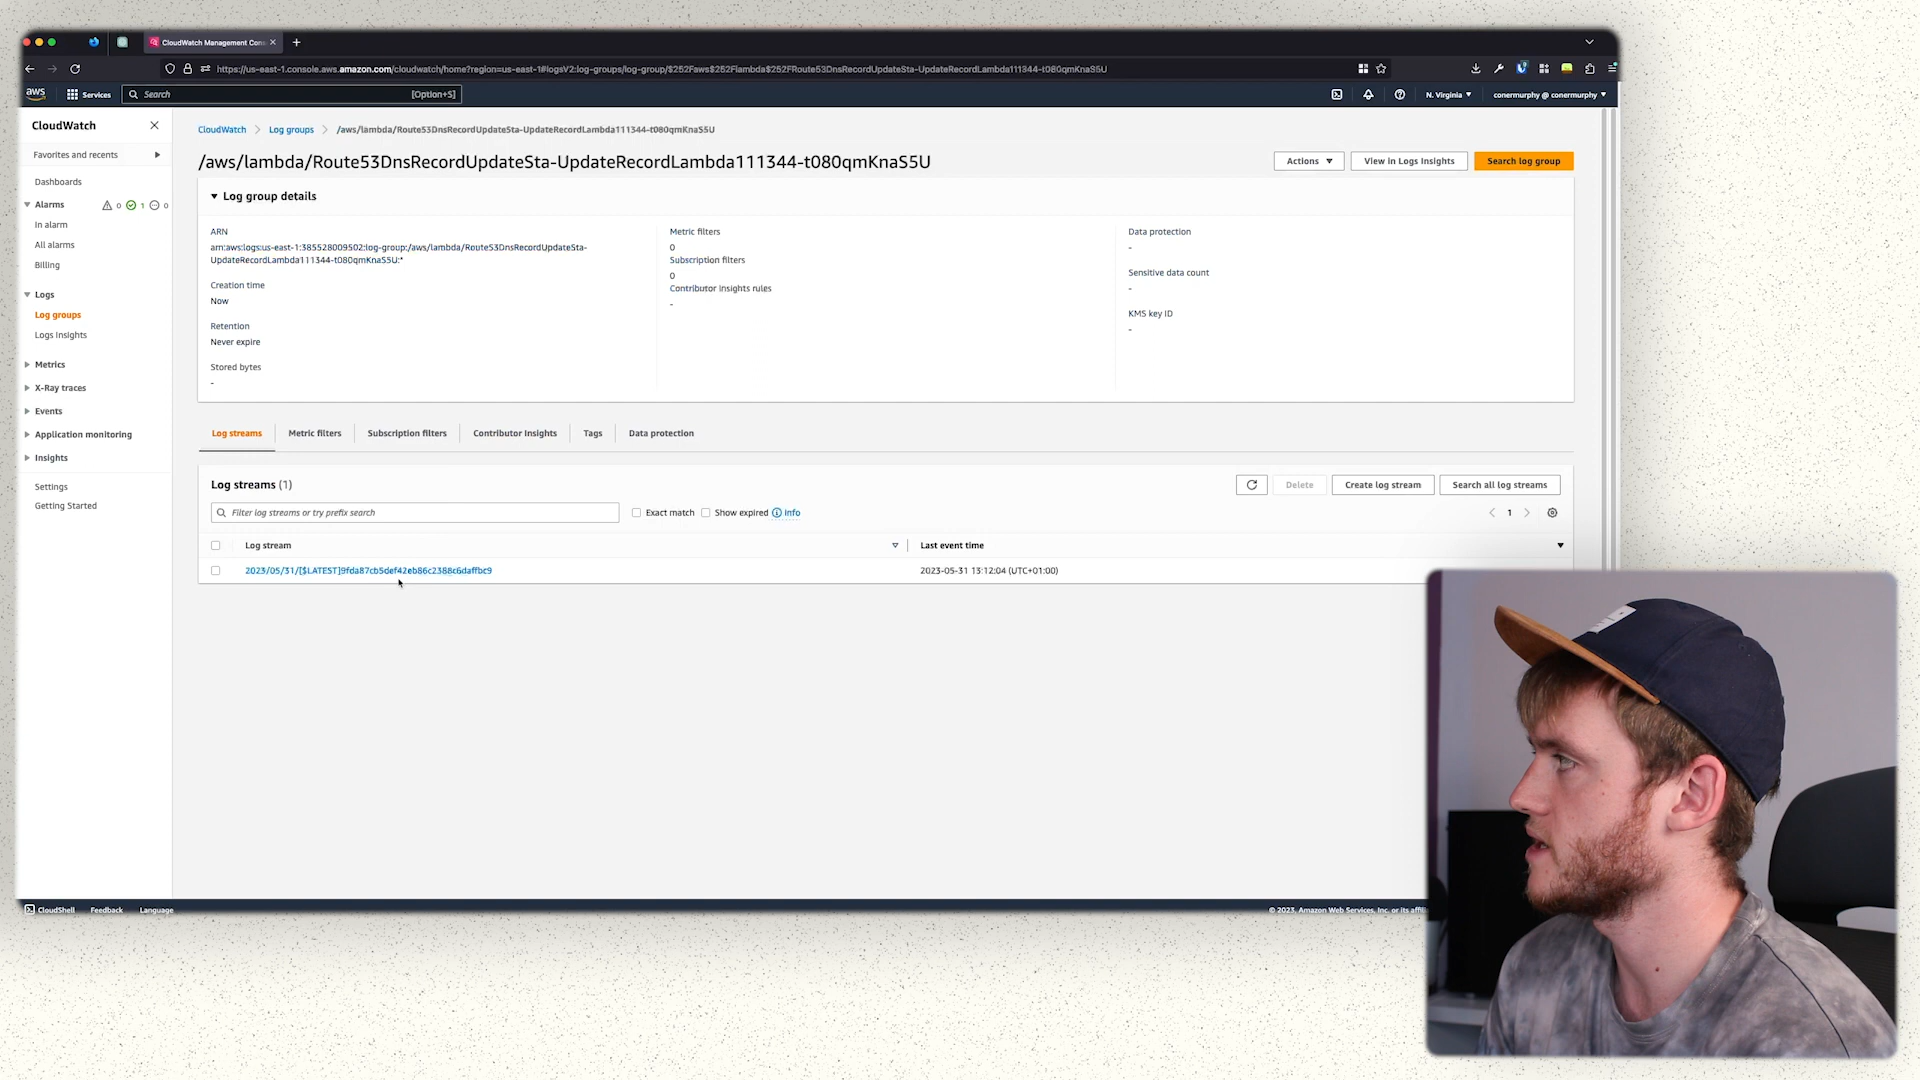 CloudWatch Management Cons
https://us-east-1.console.aws.amazon.com/cloudwatch/home?region=us-east-1#logsV2:log-groups/log-group/$252Faws$252Flambda$252FRoute53DnsRecordUpdateSta-UpdateRecordLambda111344-t080qmKnaS5U
aws
Services
Search
[Option+S]
N. Virginia ▼
conermurphy @ conermurphy ▼
CloudWatch
Favorites and recents
Dashboards
Alarms
0
1
0
In alarm
All alarms
Billing
Logs
Log groups
Logs Insights
Metrics
X-Ray traces
Events
Application monitoring
Insights
Settings
Getting Started
CloudWatch > Log groups > /aws/lambda/Route53DnsRecordUpdateSta-UpdateRecordLambda111344-t080qmKnaS5U
/aws/lambda/Route53DnsRecordUpdateSta-UpdateRecordLambda111344-t080qmKnaS5U
Actions ▼
View in Logs Insights
Search log group
▼ Log group details
ARN
arn:aws:logs:us-east-1:385528009502:log-group:/aws/lambda/Route53DnsRecordUpdateSta-
UpdateRecordLambda111344-t080qmKnaS5U:*
Creation time
Now
Retention
Never expire
Stored bytes
-
Metric filters
0
Subscription filters
0
Contributor Insights rules
-
Data protection
-
Sensitive data count
-
KMS key ID
-
Log streams
Metric filters
Subscription filters
Contributor Insights
Tags
Data protection
Log streams (1)
Delete
Create log stream
Search all log streams
Filter log streams or try prefix search
Exact match
Show expired
Info
1
Log stream
Last event time
2023/05/31/[$LATEST]9fda87cb5def42eb86c2388c6daffbc9
2023-05-31 13:12:04 (UTC+01:00)
CloudShell
Feedback
Language
© 2023, Amazon Web Services, Inc. or its affili